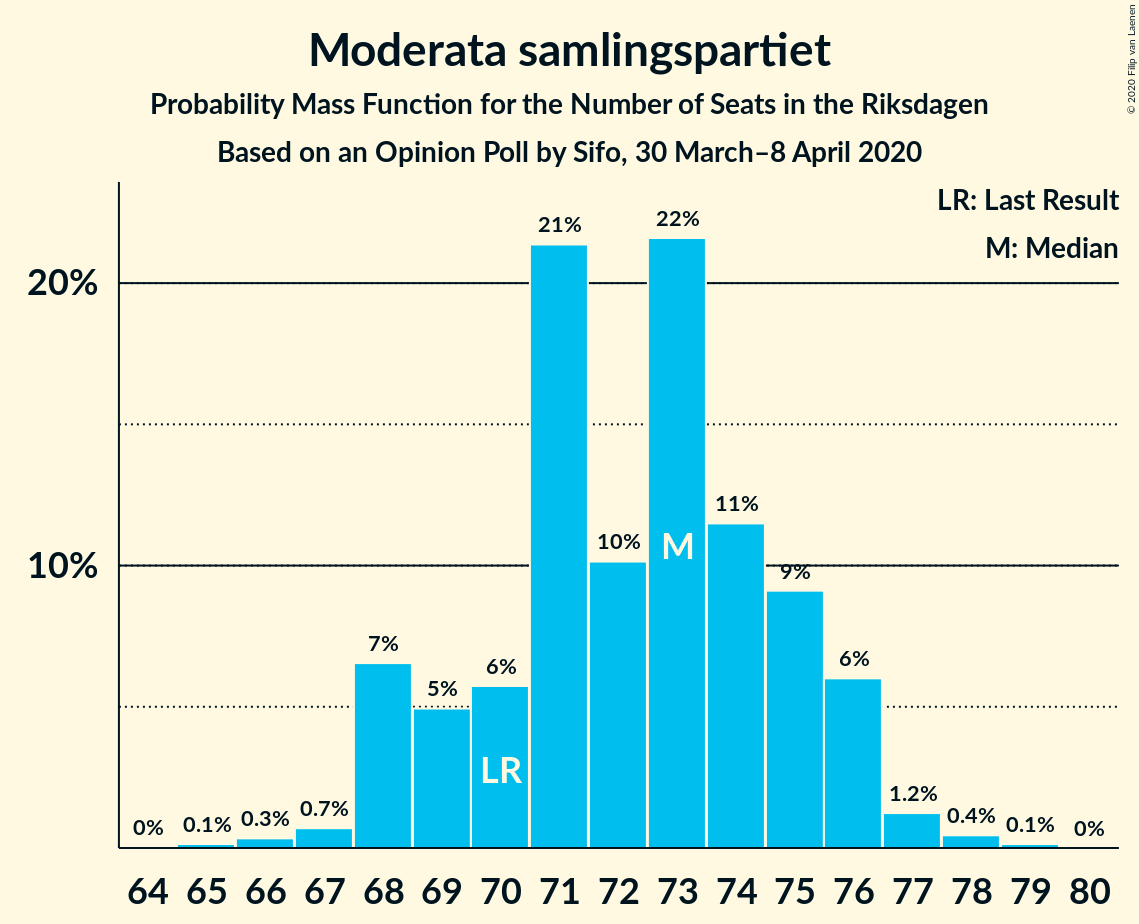 Moderata samlingspartiet
Probability Mass Function for the Number of Seats in the Riksdagen
Based on an Opinion Poll by Sifo, 30 March–8 April 2020
© 2020 Filip van Laenen
LR: Last Result
M: Median
20%
10%
0%
0.1%
0.3%
0.7%
7%
5%
6%
21%
10%
22%
11%
9%
6%
1.2%
0.4%
0.1%
0%
LR
M
64 65 66 67 68 69 70 71 72 73 74 75 76 77 78 79 80